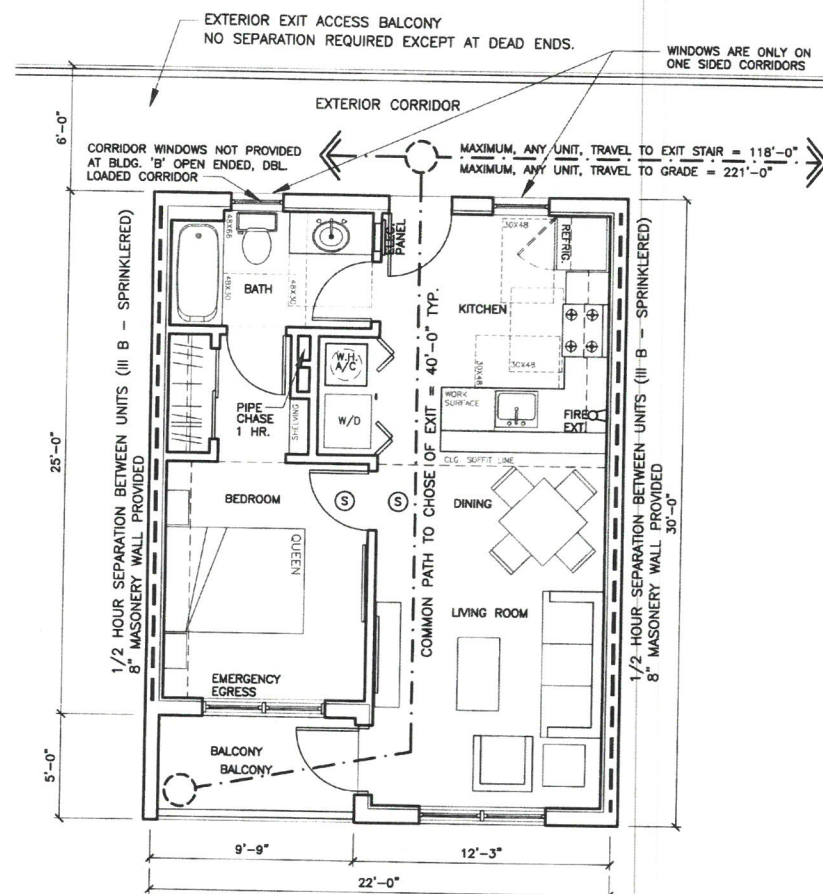 EXTERIOR EXIT ACCESS BALCONY
NO SEPARATION REQUIRED EXCEPT AT DEAD ENDS.
WINDOWS ARE ONLY ON
ONE SIDED CORRIDORS
EXTERIOR CORRIDOR
6'-0"
CORRIDOR WINDOWS NOT PROVIDED
AT BLDG. 'B' OPEN ENDED, DBL.
LOADED CORRIDOR
MAXIMUM, ANY UNIT, TRAVEL TO EXIT STAIR = 118'-0"
MAXIMUM, ANY UNIT, TRAVEL TO GRADE = 221'-0"
48X66
ELEC.
PANEL
30X48
REFRIG.
BATH
48X30
48X30
KITCHEN
W.H.
A/C
30X48
30X48
PIPE
CHASE
1 HR.
SHELVING
W/D
WORK
SURFACE
FIRE
EXT.
CLG. SOFFIT LINE
BEDROOM
S
S
DINING
QUEEN
LIVING ROOM
COMMON PATH TO CHOSE OF EXIT = 40'-0" TYP.
EMERGENCY
EGRESS
BALCONY
BALCONY
1/2 HOUR SEPARATION BETWEEN UNITS (III B - SPRINKLERED)
8" MASONERY WALL PROVIDED
1/2 HOUR SEPARATION BETWEEN UNITS (III B - SPRINKLERED)
8" MASONERY WALL PROVIDED
25'-0"
30'-0"
5'-0"
9'-9"
12'-3"
22'-0"